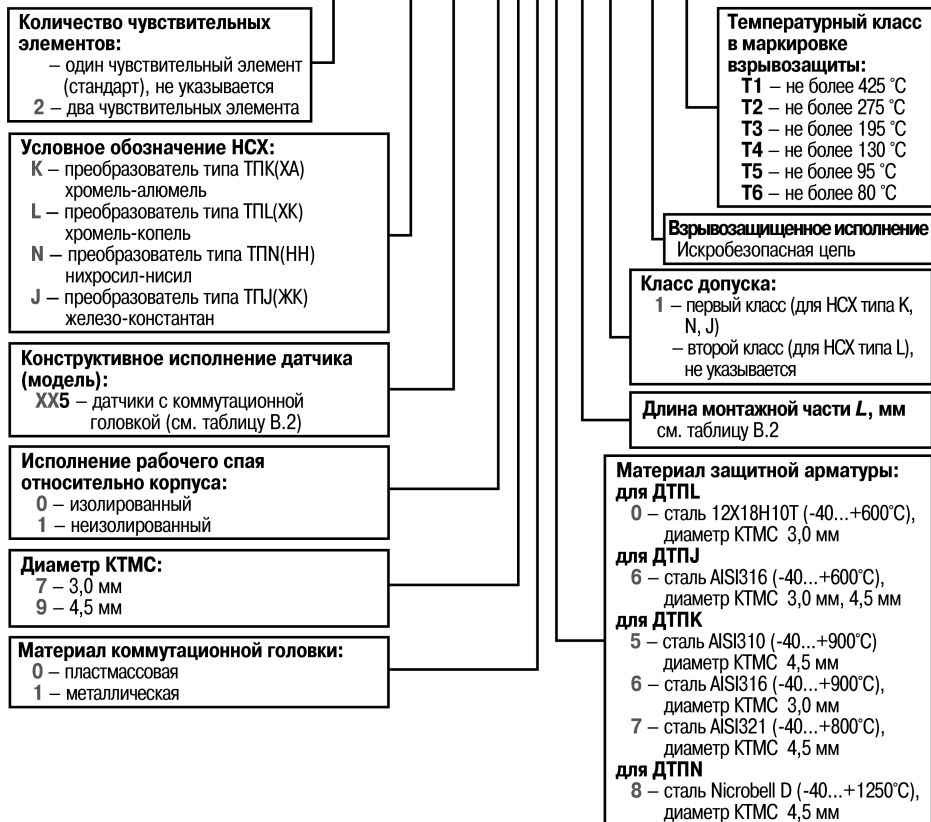 Количество чувствительных
элементов:
– один чувствительный элемент
(стандарт), не указывается
2 – два чувствительных элемента
Условное обозначение НСХ:
K – преобразователь типа ТПК(ХА)
хромель-алюмель
L – преобразователь типа ТПL(ХК)
хромель-копель
N – преобразователь типа ТПN(НН)
нихросил-нисил
J – преобразователь типа ТПJ(ЖК)
железо-константан
Конструктивное исполнение датчика
(модель):
XX5 – датчики с коммутационной
головкой (см. таблицу В.2)
Исполнение рабочего спая
относительно корпуса:
0 – изолированный
1 – неизолированный
Диаметр КТМС:
7 – 3,0 мм
9 – 4,5 мм
Материал коммутационной головки:
0 – пластмассовая
1 – металлическая
Температурный класс
в маркировке
взрывозащиты:
Т1 – не более 425 °С
Т2 – не более 275 °С
Т3 – не более 195 °С
Т4 – не более 130 °С
Т5 – не более 95 °С
Т6 – не более 80 °С
Взрывозащищенное исполнение
Искробезопасная цепь
Класс допуска:
1 – первый класс (для НСХ типа K,
N, J)
– второй класс (для НСХ типа L),
не указывается
Длина монтажной части L, мм
см. таблицу В.2
Материал защитной арматуры:
для ДТПL
0 – сталь 12Х18Н10Т (-40...+600°С),
диаметр КТМС 3,0 мм
для ДТПJ
6 – сталь AISI316 (-40...+600°С),
диаметр КТМС 3,0 мм, 4,5 мм
для ДТПК
5 – сталь AISI310 (-40...+900°С)
диаметр КТМС 4,5 мм
6 – сталь AISI316 (-40...+900°С),
диаметр КТМС 3,0 мм
7 – сталь AISI321 (-40...+800°С),
диаметр КТМС 4,5 мм
для ДТПN
8 – сталь Nicrobell D (-40...+1250°С),
диаметр КТМС 4,5 мм